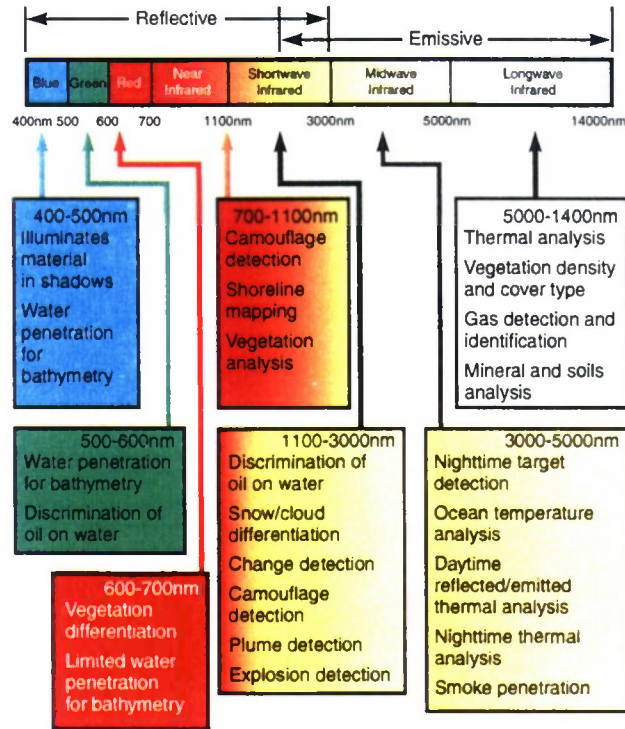 Reflective
Emissive
Blue
Green
Red
Near
Infrared
Shortwave
Infrared
Midwave
Infrared
Longwave
Infrared
400nm 500 600 700 1100nm 3000nm 5000nm 14000nm
400-500nm
Illuminates
material
in shadows
Water
penetration
for
bathymetry
700-1100nm
Camouflage
detection
Shoreline
mapping
Vegetation
analysis
5000-1400nm
Thermal analysis
Vegetation density
and cover type
Gas detection and
identification
Mineral and soils
analysis
500-600nm
Water penetration
for bathymetry
Discrimination of
oil on water
1100-3000nm
Discrimination of
oil on water
Snow/cloud
differentiation
Change detection
Camouflage
detection
Plume detection
Explosion detection
3000-5000nm
Nighttime target
detection
Ocean temperature
analysis
Daytime
reflected/emitted
thermal analysis
Nighttime thermal
analysis
Smoke penetration
600-700nm
Vegetation
differentiation
Limited water
penetration
for bathymetry